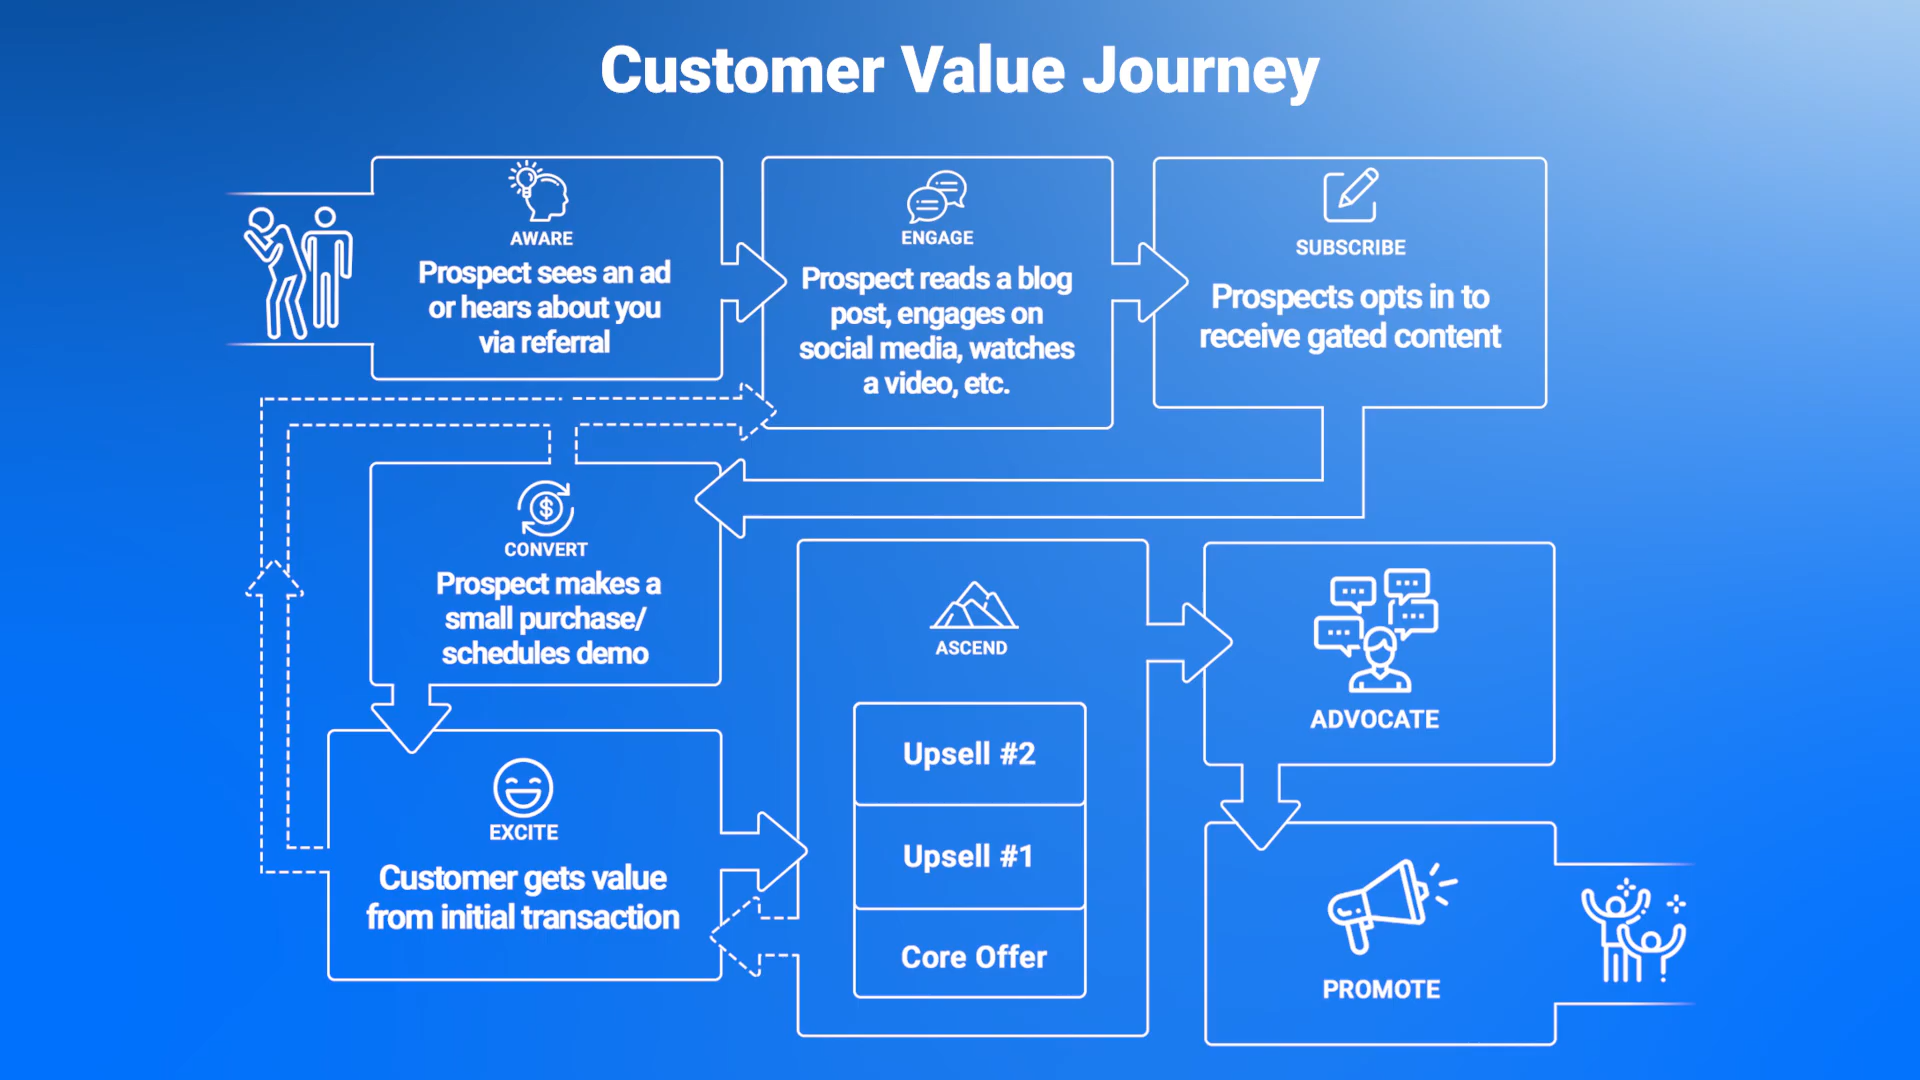 Customer Value Journey
AWARE
Prospect sees an ad
or hears about you
via referral
ENGAGE
Prospect reads a blog
post, engages on
social media, watches
a video, etc.
SUBSCRIBE
Prospects opts in to
receive gated content
CONVERT
Prospect makes a
small purchase/
schedules demo
EXCITE
Customer gets value
from initial transaction
ASCEND
Upsell #2
Upsell #1
Core Offer
ADVOCATE
PROMOTE